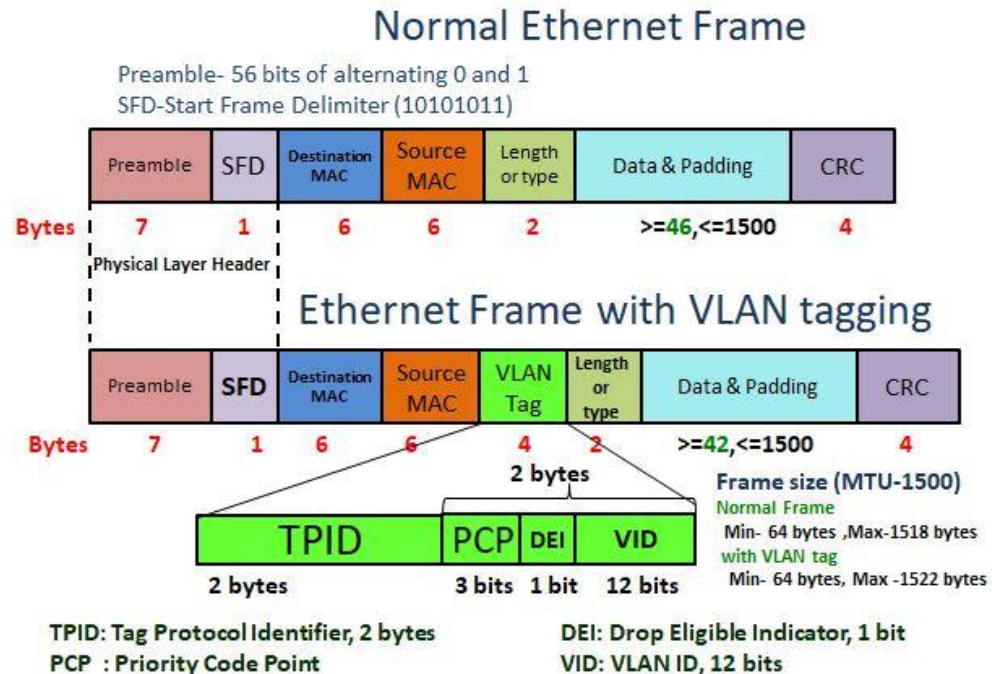 Normal Ethernet Frame
Preamble- 56 bits of alternating 0 and 1
SFD-Start Frame Delimiter (10101011)
Preamble SFD Destination MAC Source MAC Length or type Data & Padding CRC
Bytes 7 1 6 6 2 >=46,<=1500 4
Physical Layer Header
Ethernet Frame with VLAN tagging
Preamble SFD Destination MAC Source MAC VLAN Tag Length or type Data & Padding CRC
Bytes 7 1 6 6 4 2 >=42,<=1500 4
2 bytes
TPID PCP DEI VID
2 bytes 3 bits 1 bit 12 bits
Frame size (MTU-1500)
Normal Frame
Min- 64 bytes ,Max-1518 bytes
with VLAN tag
Min- 64 bytes, Max -1522 bytes
TPID: Tag Protocol Identifier, 2 bytes
PCP : Priority Code Point
DEI: Drop Eligible Indicator, 1 bit
VID: VLAN ID, 12 bits